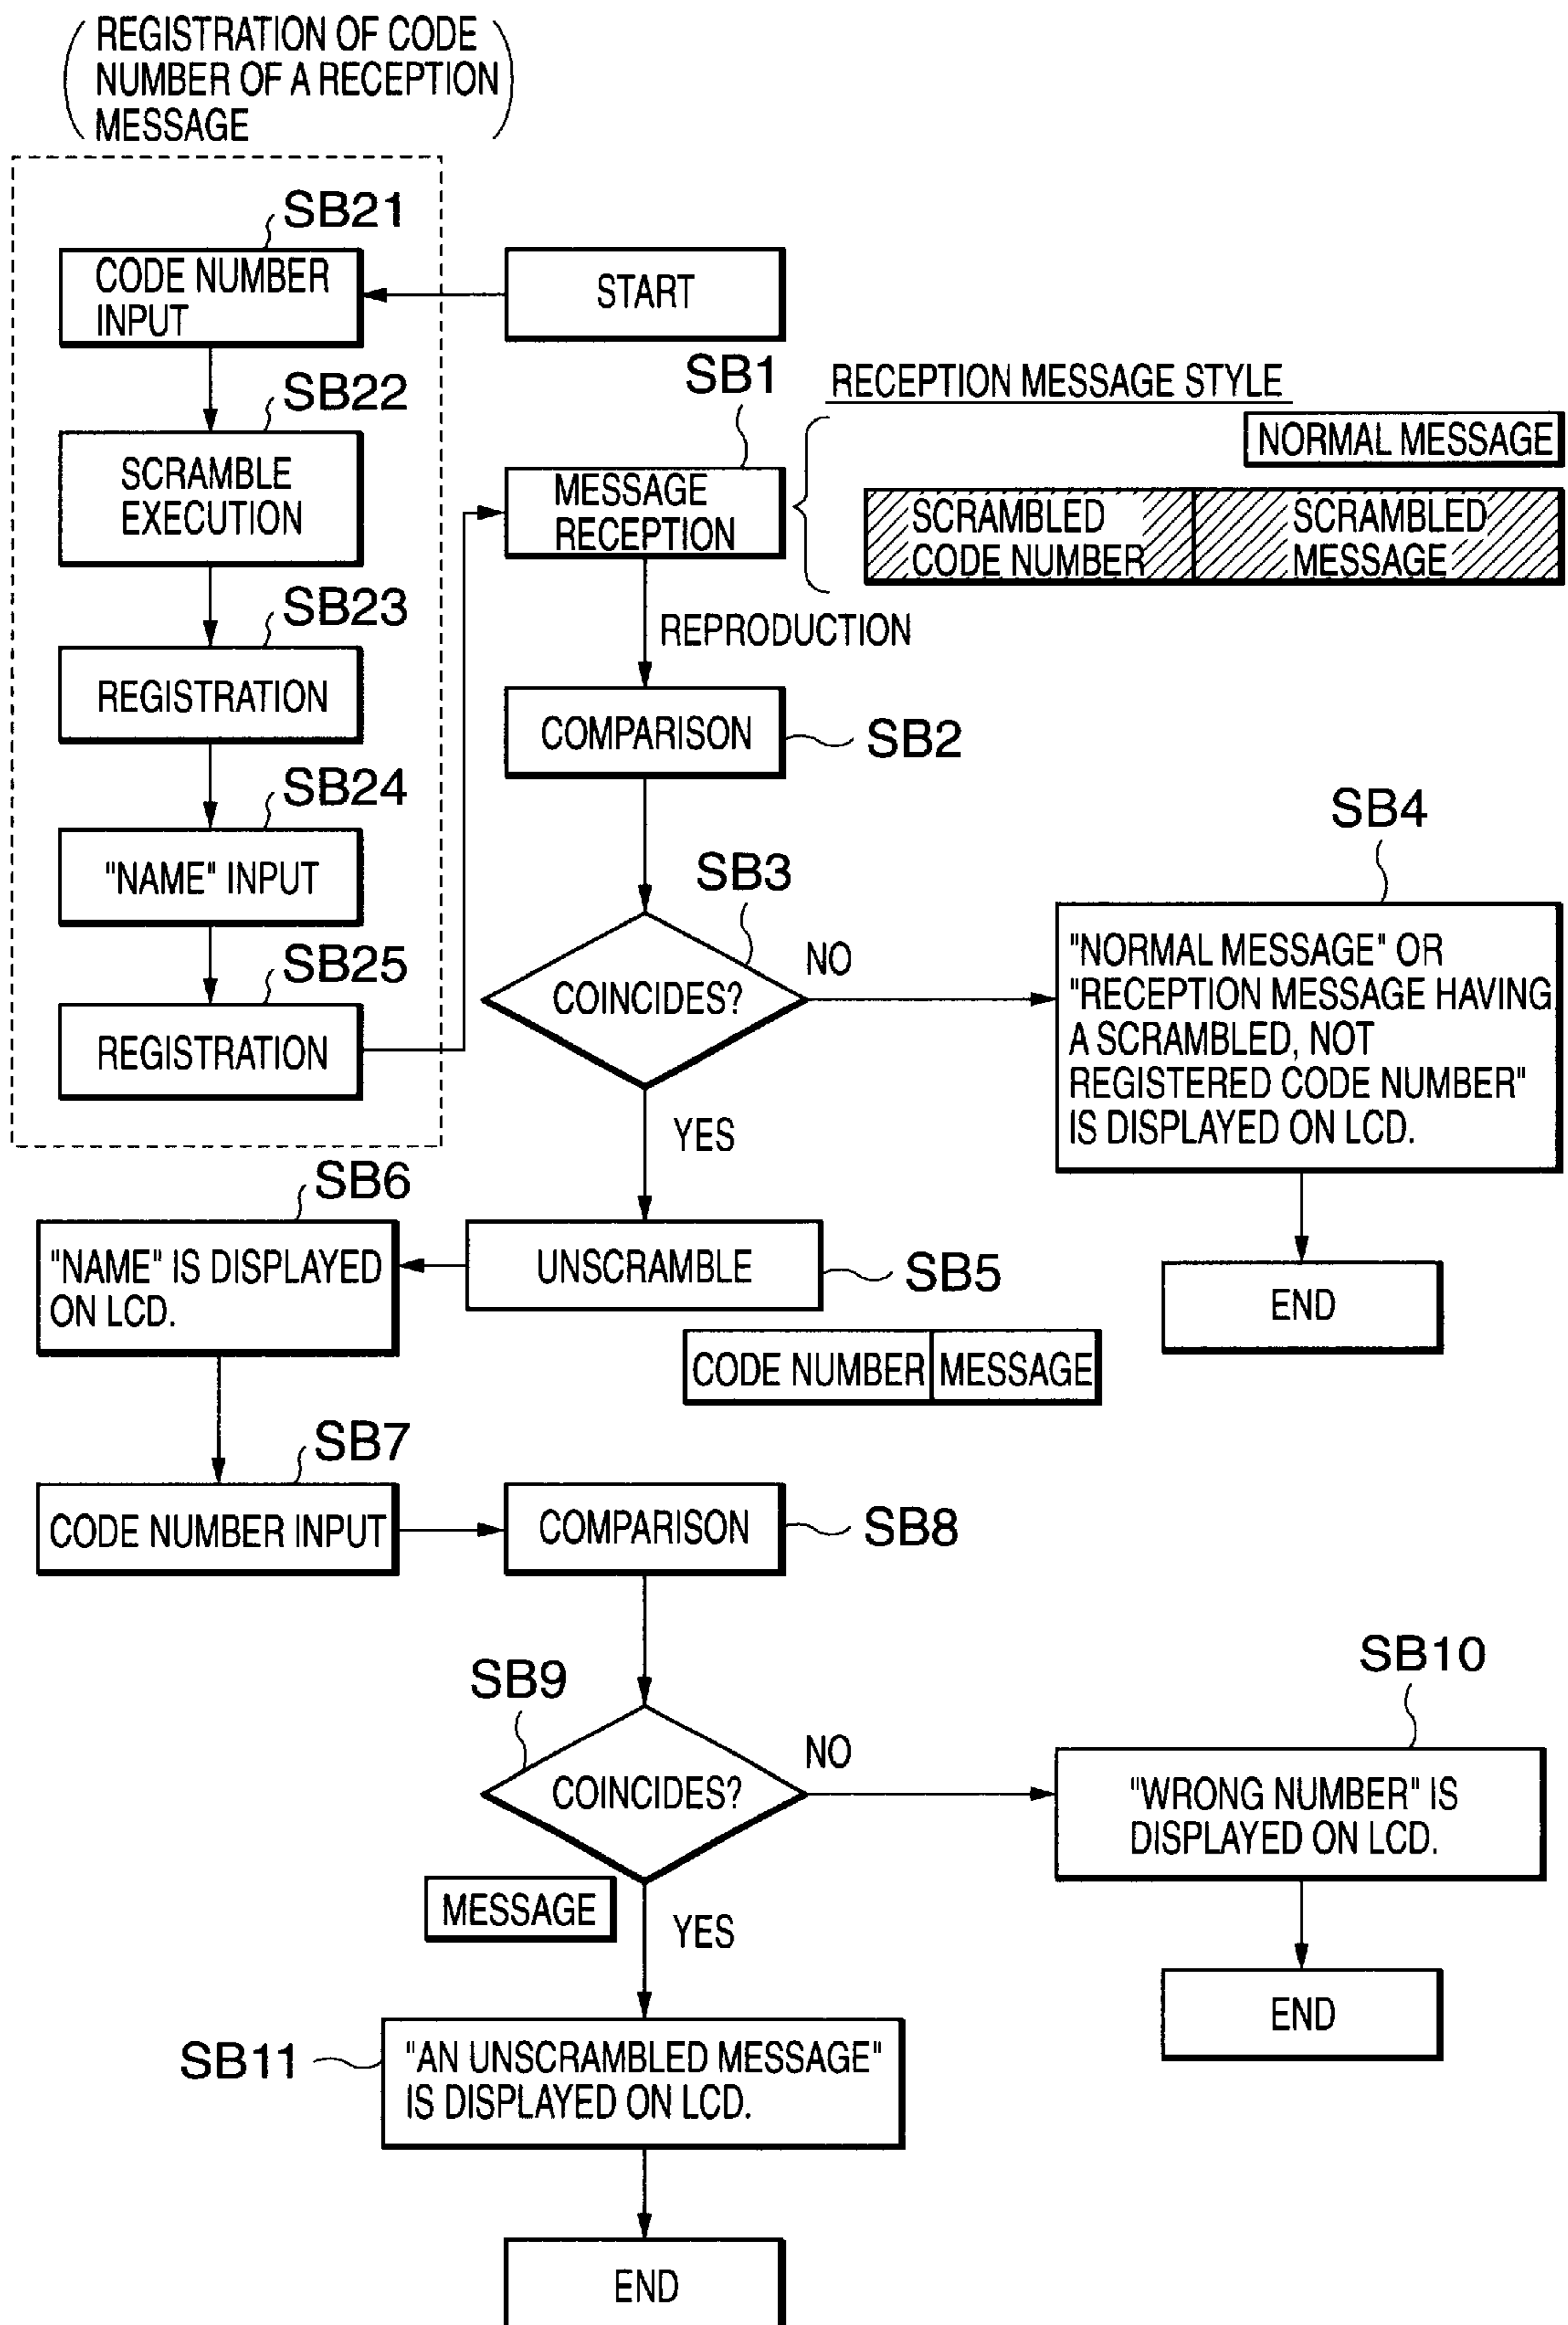 REGISTRATION OF CODE
NUMBER OF A RECEPTION
MESSAGE
SB21
CODE NUMBER
INPUT
START
SB22
SCRAMBLE
EXECUTION
SB23
REGISTRATION
SB24
"NAME" INPUT
SB25
REGISTRATION
SB1
MESSAGE
RECEPTION
RECEPTION MESSAGE STYLE
NORMAL MESSAGE
SCRAMBLED
CODE NUMBER
SCRAMBLED
MESSAGE
REPRODUCTION
COMPARISON
SB2
SB3
COINCIDES?
NO
SB4
"NORMAL MESSAGE" OR
"RECEPTION MESSAGE HAVING
A SCRAMBLED, NOT
REGISTERED CODE NUMBER"
IS DISPLAYED ON LCD.
END
YES
UNSCRAMBLE
SB5
CODE NUMBER
MESSAGE
SB6
"NAME" IS DISPLAYED
ON LCD.
SB7
CODE NUMBER INPUT
COMPARISON
SB8
SB9
COINCIDES?
NO
SB10
"WRONG NUMBER" IS
DISPLAYED ON LCD.
END
MESSAGE
YES
SB11
"AN UNSCRAMBLED MESSAGE"
IS DISPLAYED ON LCD.
END